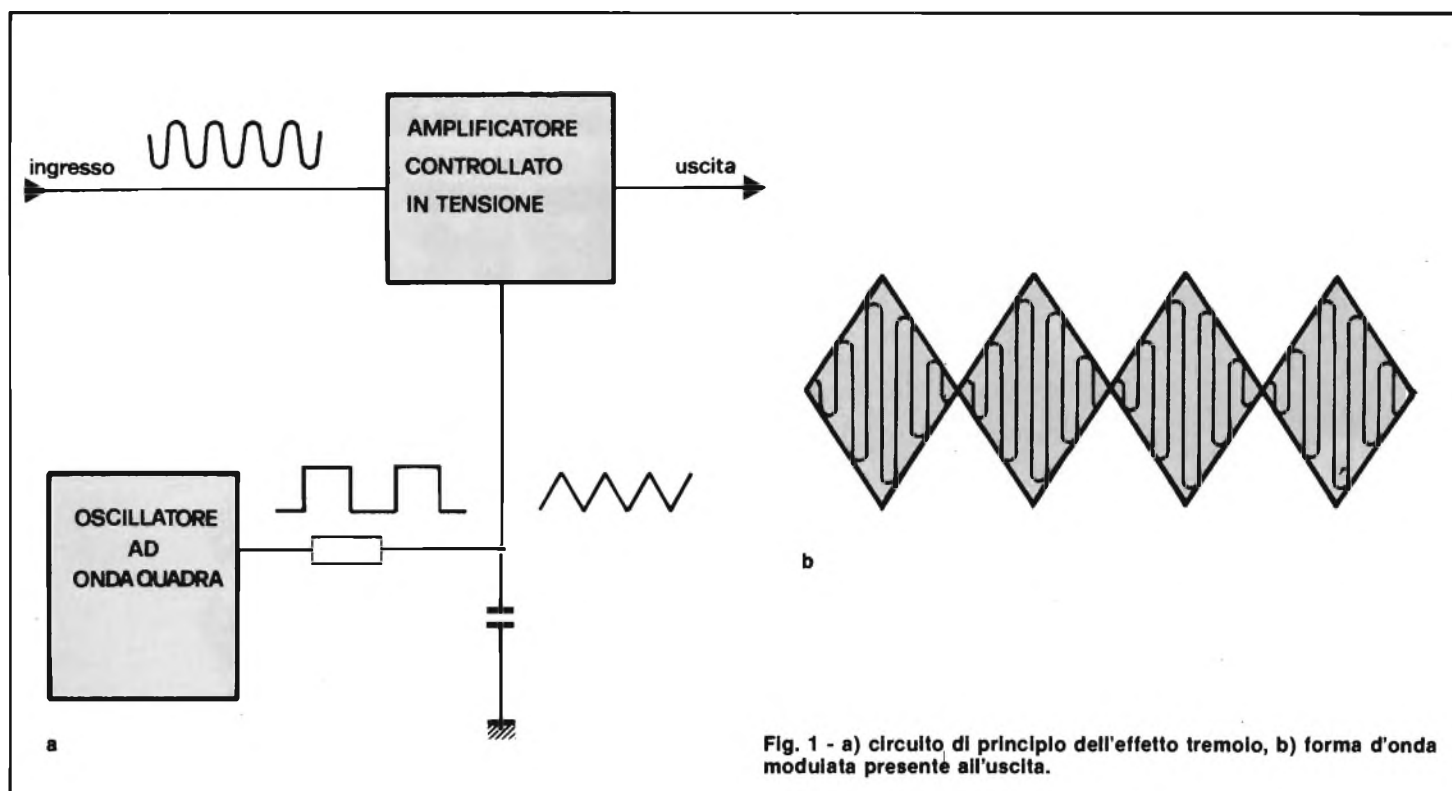 ingresso
AMPLIFICATORE
CONTROLLATO
IN TENSIONE
uscita
OSCILLATORE
AD
ONDA QUADRA
a
b
Fig. 1 - a) circuito di principio dell'effetto tremolo, b) forma d'onda
modulata presente all'uscita.